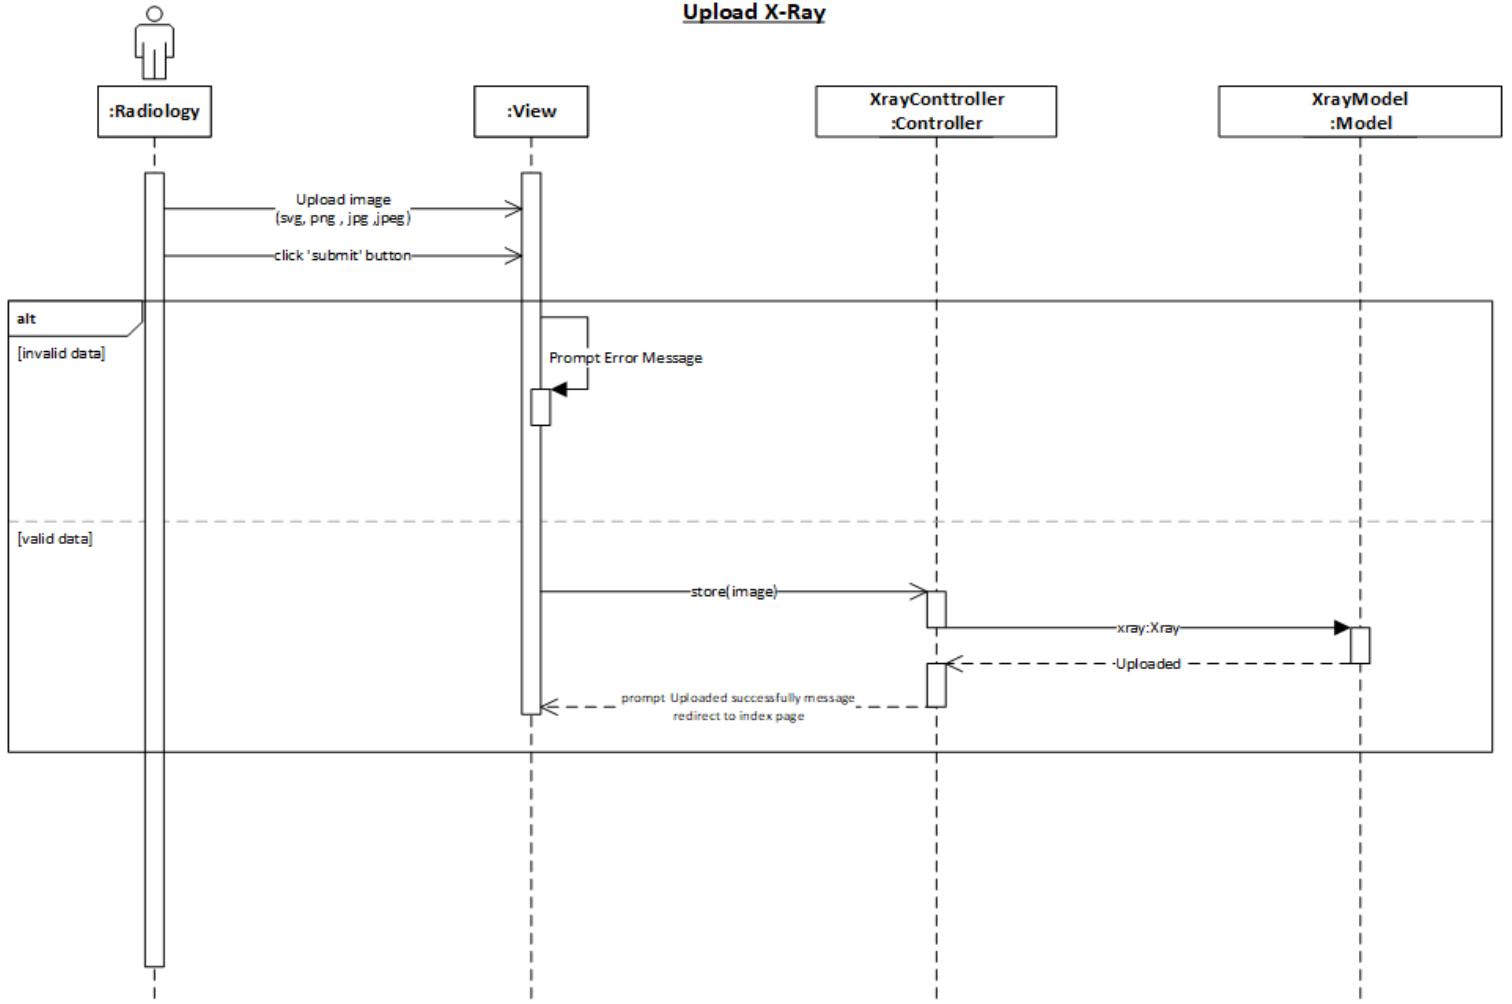 Upload X-Ray
:Radiology
:View
XrayConttroller
:Controller
XrayModel
:Model
Upload image
(svg, png , jpg ,jpeg)
click 'submit' button
alt
[invalid data]
Prompt Error Message
[valid data]
store(image)
xray:Xray
Uploaded
prompt Uploaded successfully message
redirect to index page